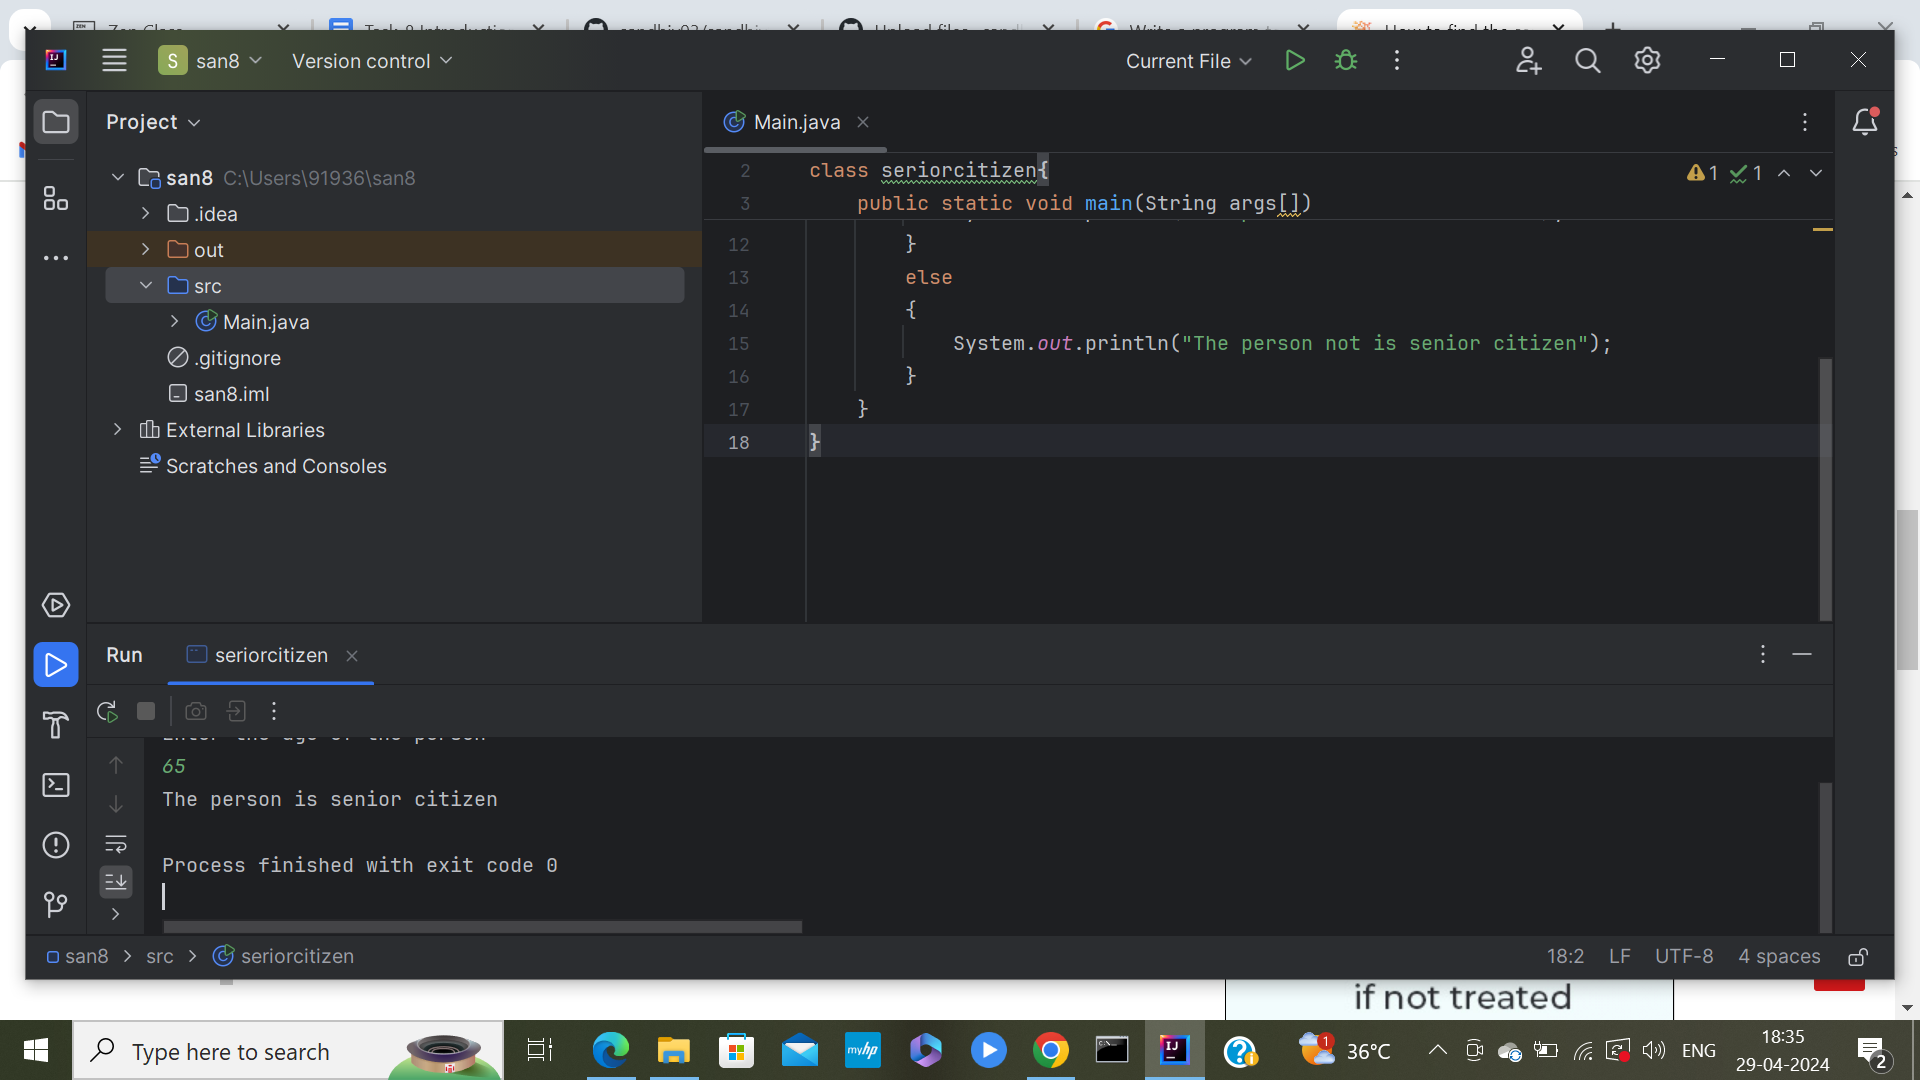 S san8 Version control Current File
Project
san8 C:\Users\91936\san8
.idea
out
src
Main.java
.gitignore
san8.iml
External Libraries
Scratches and Consoles
Main.java
2 class seriorcitizen{
3 public static void main(String args[])
12 }
13 else
14 {
15 System.out.println("The person not is senior citizen");
16 }
17 }
18 }
1 1
Run seriorcitizen
65
The person is senior citizen
Process finished with exit code 0
san8 > src > seriorcitizen
18:2 LF UTF-8 4 spaces
if not treated
Type here to search
myhp
1 36°C
ENG
18:35
29-04-2024
2